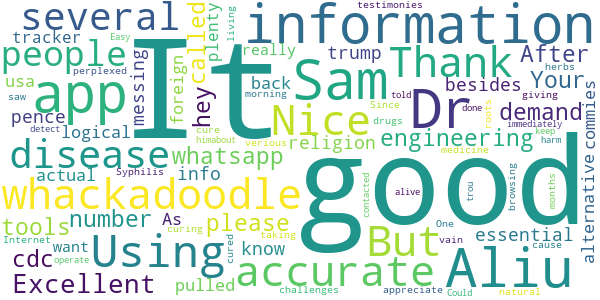 several
information
testimonies
people
called
plenty
living
Easy
tracker
trump
Thank
After
perplexed
really
usa
app
It
Sam
Dr
hey
foreign
back
besides
Your
herbs
saw
messing
morning
Since
told
giving
pence
logical
Nice
drugs
done
roots
demand
detect
cure
himabout
religion
engineering
immediately
keep
commnies
disease
whatsapp
verious
medicine
harm
actual
info
Syphilis
curing
alive
trou
whackadoodle
good
contacted
browsing
months
alternative
tools
number
As
please
But
One
vain
essential
Internet
want
Using
cured
taking
know
appreciate
Could
cause
cdc
operate
pulled
accurate
Aliu
Excellent
challenges
natural